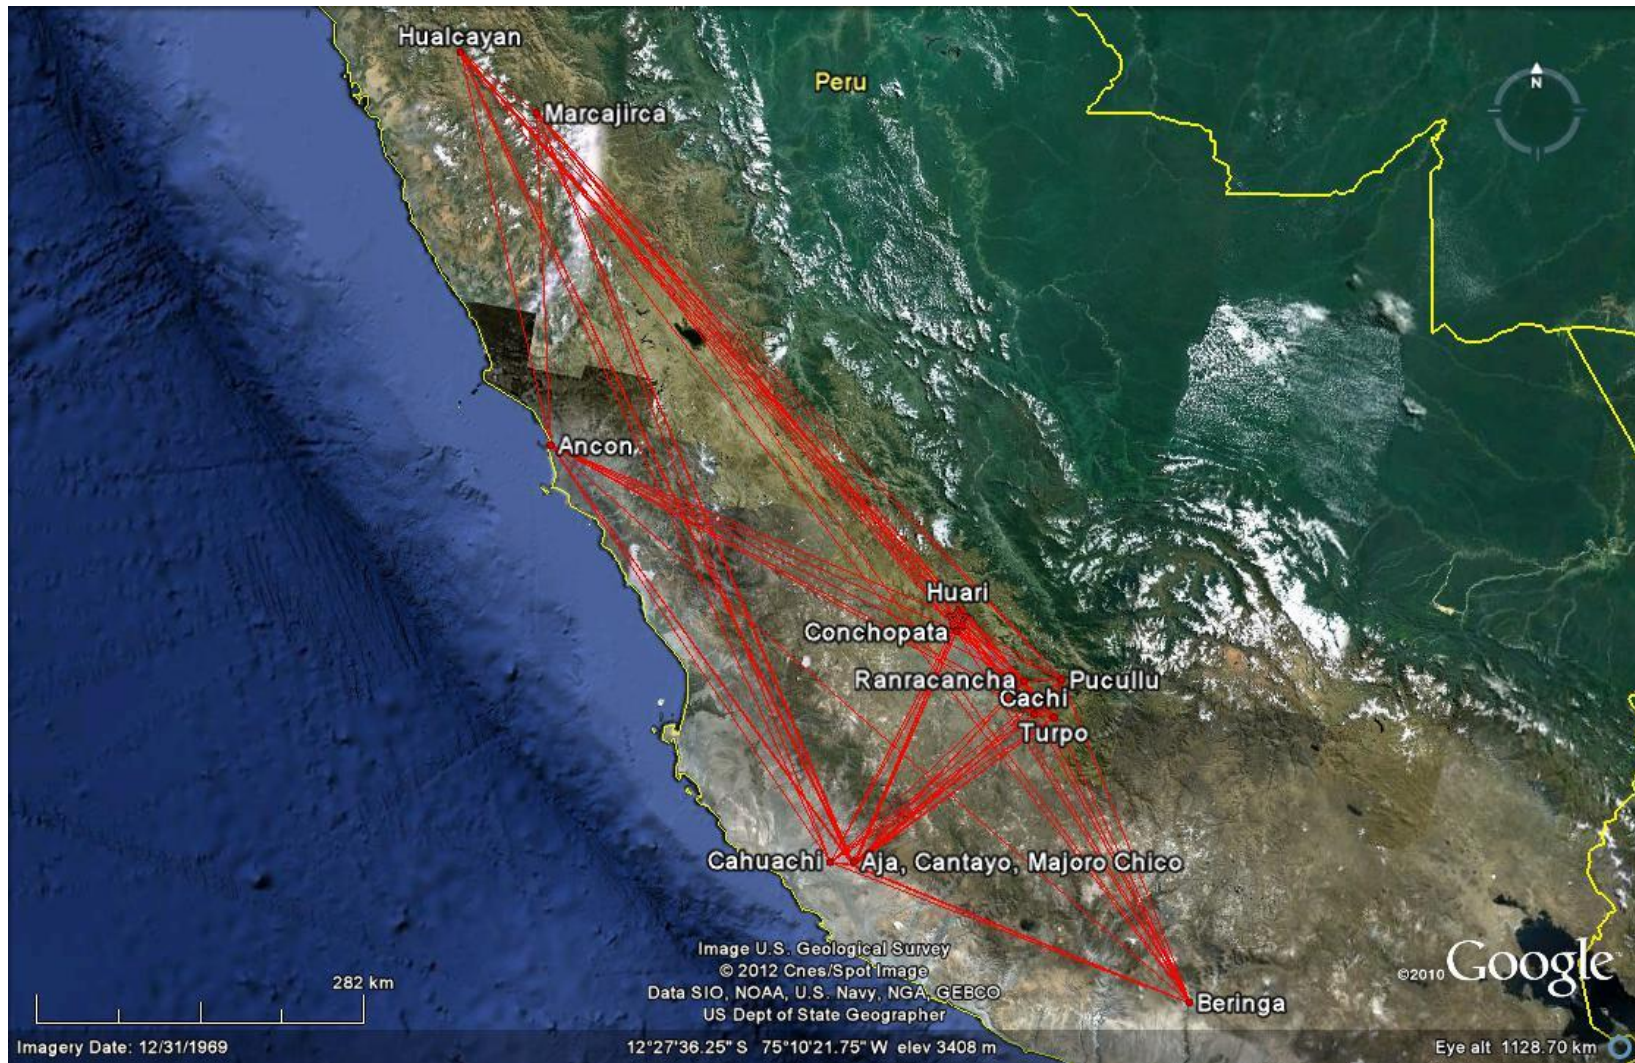 Hualcayan
Peru
N
Marcajirca
Ancon
Huari
Conchopata
Ranracancha
Pucullu
Cachi
Turpo
Cahuachi
Aja, Cantayo, Majoro Chico
Image U.S. Geological Survey
© 2012 Cnes/Spot Image
Data SIO, NOAA, U.S. Navy, NGA, GEBCO
US Dept of State Geographer
©2010 Google
282 km
Beringa
Imagery Date: 12/31/1969
12°27'36.25" S 75°10'21.75" W elev 3408 m
Eye alt 1128.70 km